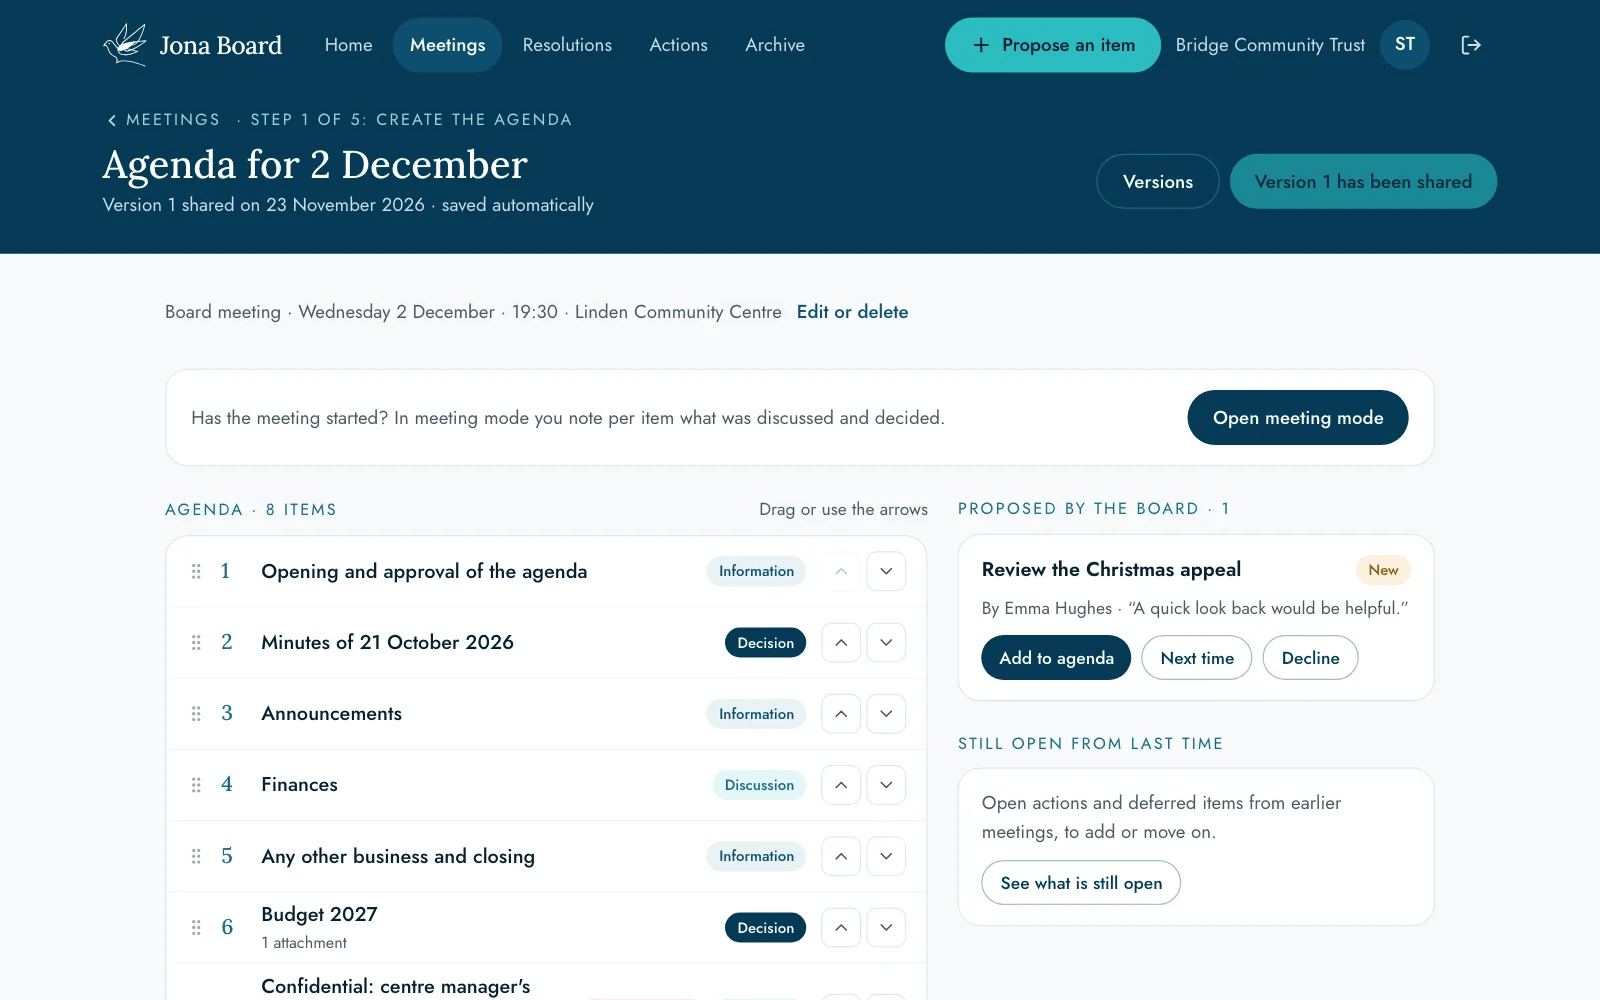 Jona Board
Home
Meetings
Resolutions
Actions
Archive
+ Propose an item
Bridge Community Trust
ST
MEETINGS · STEP 1 OF 5: CREATE THE AGENDA
Agenda for 2 December
Version 1 shared on 23 November 2026 · saved automatically
Versions
Version 1 has been shared
Board meeting · Wednesday 2 December · 19:30 · Linden Community Centre Edit or delete
Has the meeting started? In meeting mode you note per item what was discussed and decided.
Open meeting mode
AGENDA · 8 ITEMS
Drag or use the arrows
1 Opening and approval of the agenda Information
2 Minutes of 21 October 2026 Decision
3 Announcements Information
4 Finances Discussion
5 Any other business and closing Information
6 Budget 2027 Decision
1 attachment
Confidential: centre manager's
PROPOSED BY THE BOARD · 1
Review the Christmas appeal New
By Emma Hughes · “A quick look back would be helpful.”
Add to agenda
Next time
Decline
STILL OPEN FROM LAST TIME
Open actions and deferred items from earlier
meetings, to add or move on.
See what is still open